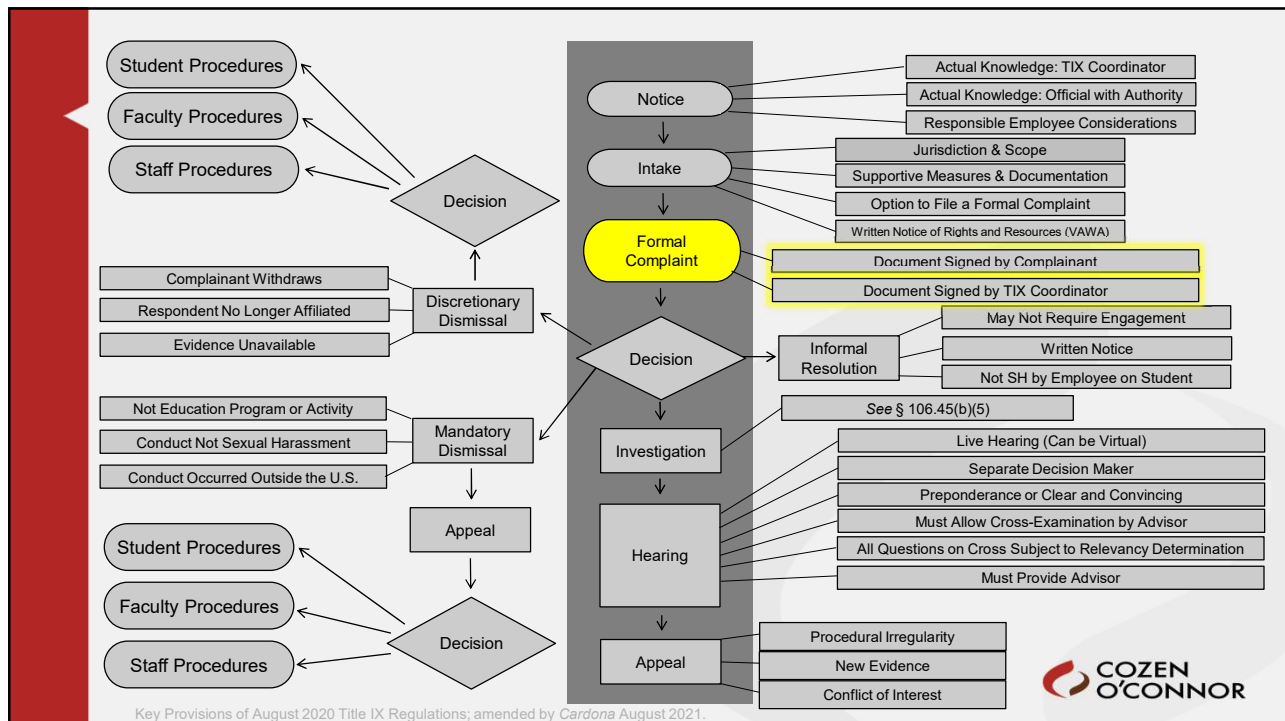 Student Procedures
Faculty Procedures
Staff Procedures
Decision
Complainant Withdraws
Respondent No Longer Affiliated
Evidence Unavailable
Discretionary
Dismissal
Not Education Program or Activity
Conduct Not Sexual Harassment
Conduct Occurred Outside the U.S.
Mandatory
Dismissal
Appeal
Student Procedures
Faculty Procedures
Staff Procedures
Decision
Notice
Actual Knowledge: TIX Coordinator
Actual Knowledge: Official with Authority
Responsible Employee Considerations
Intake
Jurisdiction & Scope
Supportive Measures & Documentation
Option to File a Formal Complaint
Written Notice of Rights and Resources (VAWA)
Formal
Complaint
Document Signed by Complainant
Document Signed by TIX Coordinator
Decision
Informal
Resolution
May Not Require Engagement
Written Notice
Not SH by Employee on Student
Investigation
See § 106.45(b)(5)
Hearing
Live Hearing (Can be Virtual)
Separate Decision Maker
Preponderance or Clear and Convincing
Must Allow Cross-Examination by Advisor
All Questions on Cross Subject to Relevancy Determination
Must Provide Advisor
Appeal
Procedural Irregularity
New Evidence
Conflict of Interest
COZEN
O'CONNOR
Key Provisions of August 2020 Title IX Regulations; amended by Cardona August 2021.